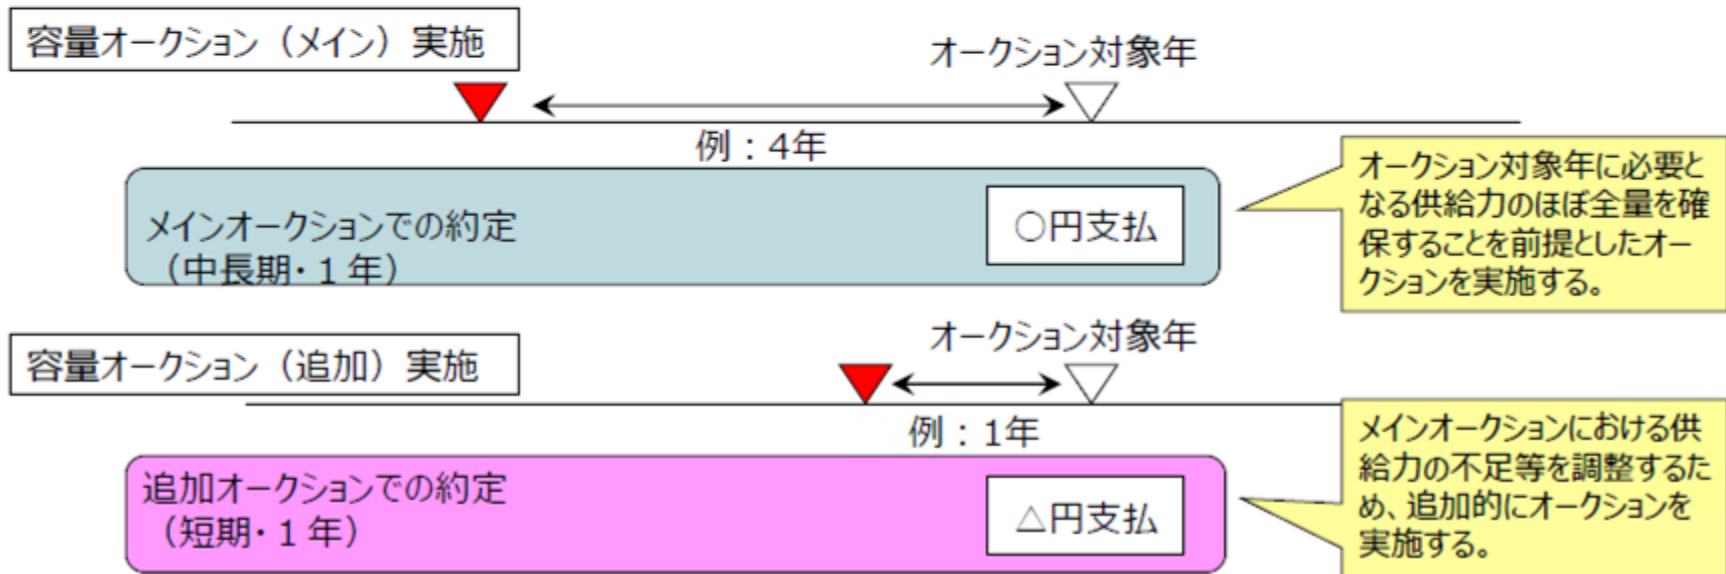 容量オークション（メイン）実施
オークション対象年
例：4年
メインオークションでの約定
（中長期・１年）
○円支払
オークション対象年に必要と
なる供給力のほぼ全量を確
保することを前提としたオー
クションを実施する。
容量オークション（追加）実施
オークション対象年
例：1年
追加オークションでの約定
（短期・１年）
△円支払
メインオークションにおける供
給力の不足等を調整するた
め、追加的にオークションを
実施する。